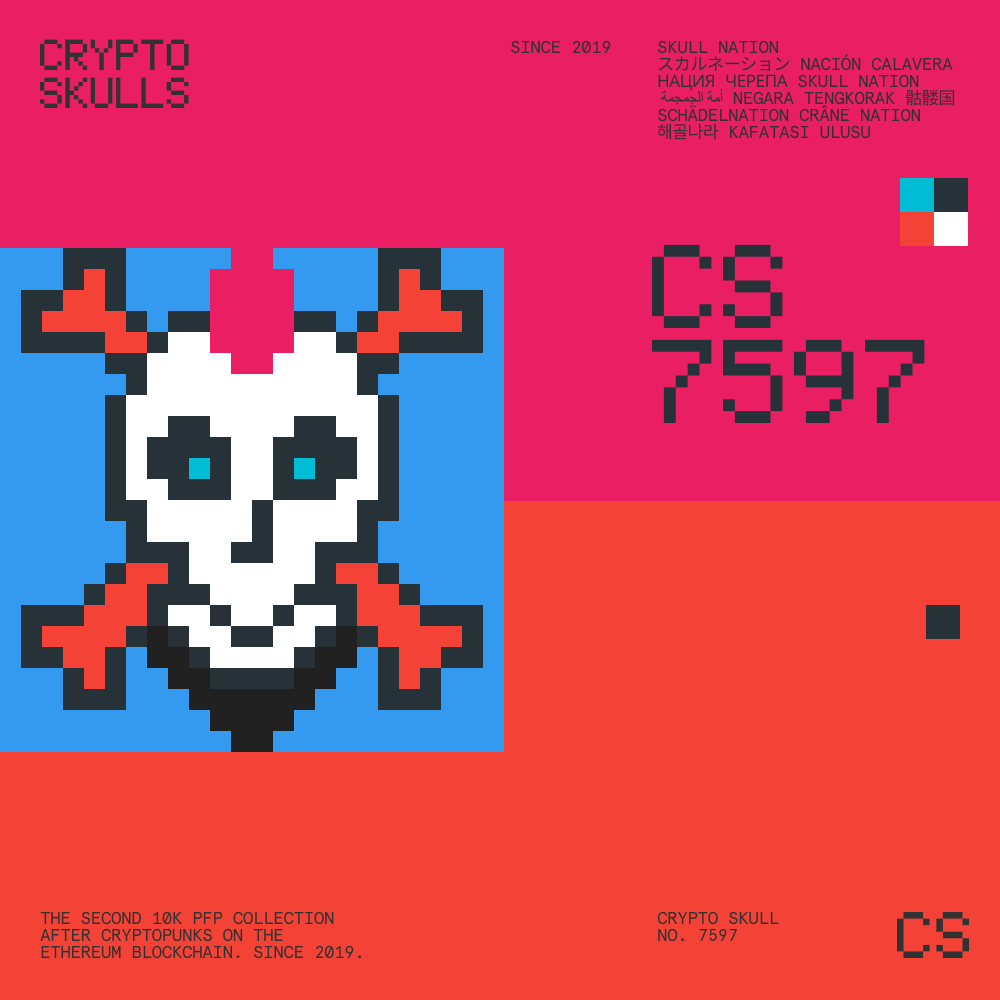 CRYPTO
SKULLS
SINCE 2019
SKULL NATION
スカルネーション NACIÓN CALAVERA
НАЦИЯ ЧЕРЕПА SKULL NATION
أمة الجمجمة NEGARA TENGKORAK 骷髅国
SCHÄDELNATION CRÂNE NATION
해골나라 KAFATASI ULUSU
CS
7597
THE SECOND 10K PFP COLLECTION
AFTER CRYPTOPUNKS ON THE
ETHEREUM BLOCKCHAIN. SINCE 2019.
CRYPTO SKULL
NO. 7597
CS